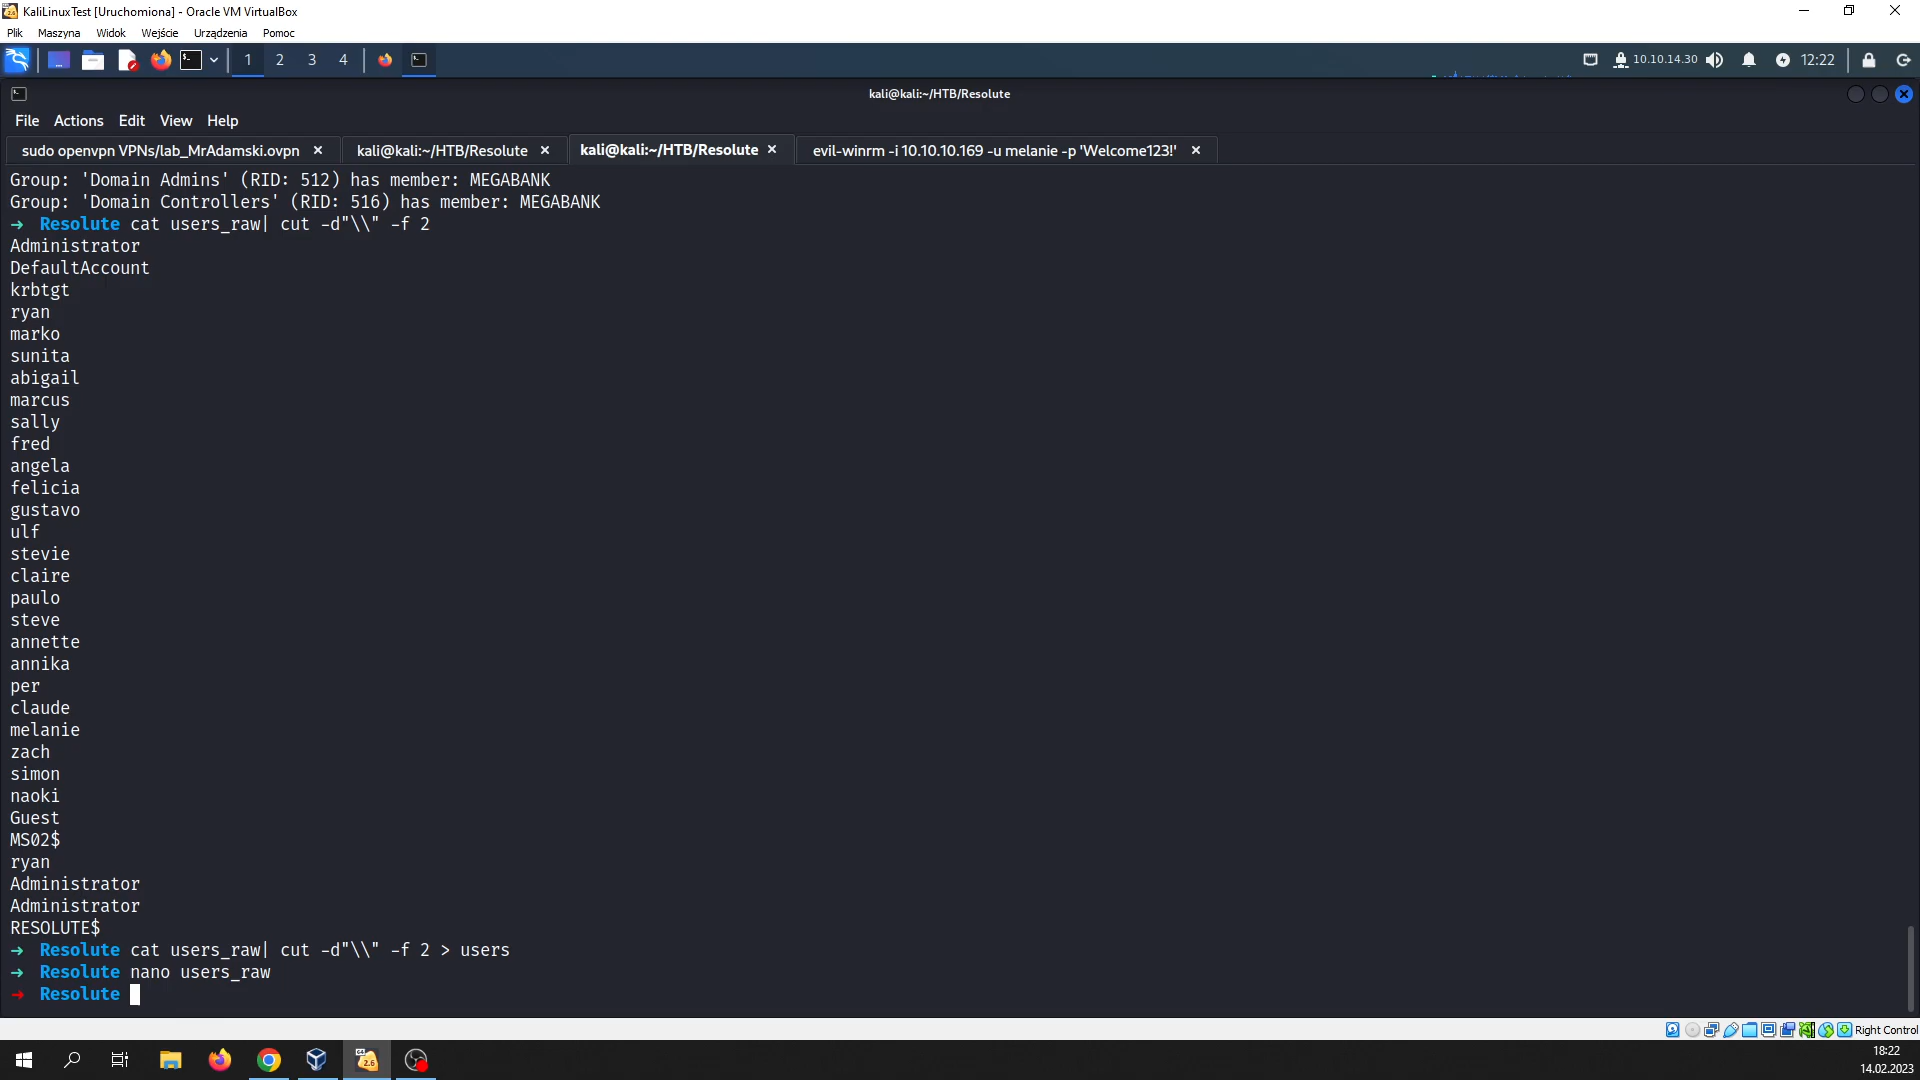 KaliLinuxTest [Uruchomiona] - Oracle VM VirtualBox
Plik Maszyna Widok Wejście Urządzenia Pomoc
1 2 3 4 10.10.14.30 12:22
kali@kali:~/HTB/Resolute
File Actions Edit View Help
sudo openvpn VPNs/lab_MrAdamski.ovpn × kali@kali:~/HTB/Resolute × kali@kali:~/HTB/Resolute × evil-winrm -i 10.10.10.169 -u melanie -p 'Welcome123!' ×
Group: 'Domain Admins' (RID: 512) has member: MEGABANK
Group: 'Domain Controllers' (RID: 516) has member: MEGABANK
→ Resolute cat users_raw| cut -d"\\" -f 2
Administrator
DefaultAccount
krbtgt
ryan
marko
sunita
abigail
marcus
sally
fred
angela
felicia
gustavo
ulf
stevie
claire
paulo
steve
annette
annika
per
claude
melanie
zach
simon
naoki
Guest
MS02$
ryan
Administrator
Administrator
RESOLUTE$
→ Resolute cat users_raw| cut -d"\\" -f 2 > users
→ Resolute nano users_raw
→ Resolute
Right Control
18:22
14.02.2023